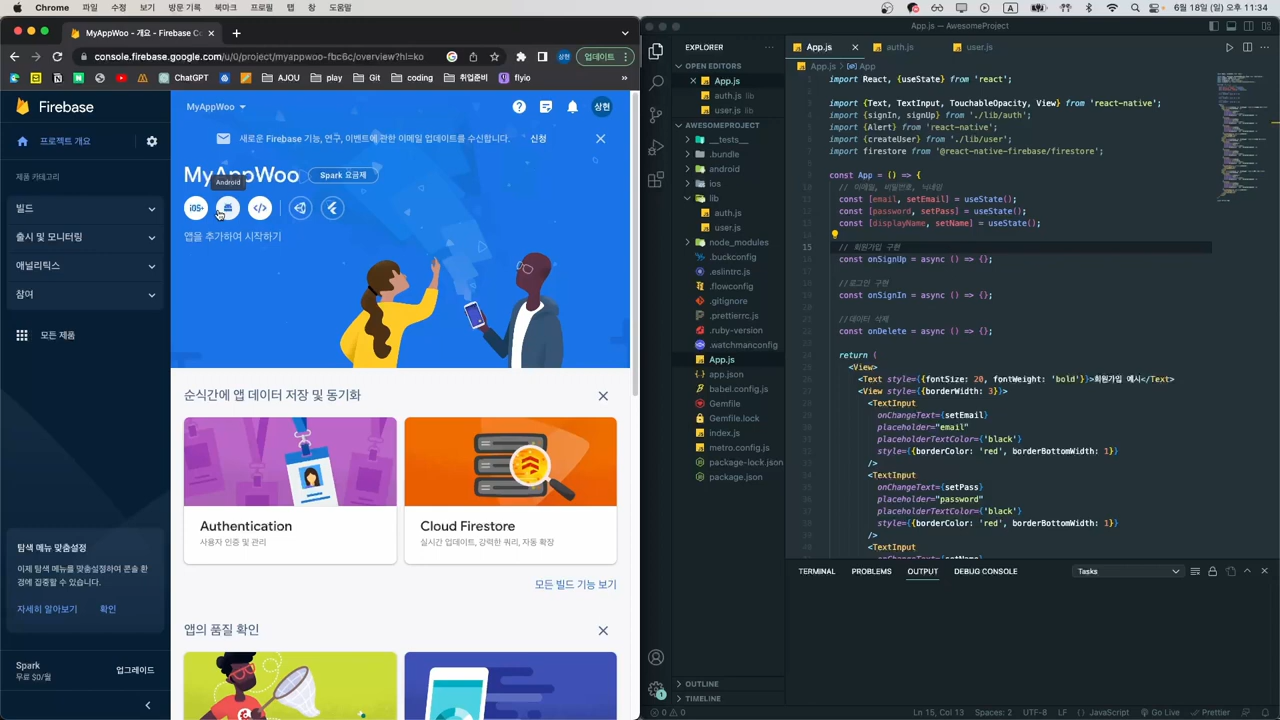 Chrome 파일 수정 보기 방문 기록 북마크 프로필 탭 창 도움말
6월 18일 (일) 오후 11:34
MyAppWoo - 개요 - Firebase Co
console.firebase.google.com/u/0/project/myappwoo-fbc6c/overview?hl=ko
상현
업데이트
ChatGPT
AJOU
play
Git
coding
취업준비
flyio
Firebase
프로젝트 개요
제품 카테고리
빌드
출시 및 모니터링
애널리틱스
참여
모든 제품
탐색 메뉴 맞춤설정
이제 탐색 메뉴를 맞춤설정하여 콘솔 환
경에 집중할 수 있습니다.
자세히 알아보기 확인
Spark
무료 $0/월
업그레이드
MyAppWoo
상현
새로운 Firebase 기능, 연구, 이벤트에 관한 이메일 업데이트를 수신합니다. 신청
MyAppWoo
Spark 요금제
Android
iOS+
앱을 추가하여 시작하기
순식간에 앱 데이터 저장 및 동기화
Authentication
사용자 인증 및 관리
Cloud Firestore
실시간 업데이트, 강력한 쿼리, 자동 확장
모든 빌드 기능 보기
앱의 품질 확인
App.js — AwesomeProject
EXPLORER
OPEN EDITORS
App.js
auth.js lib
user.js lib
AWESOMEPROJECT
__tests__
.bundle
android
ios
lib
auth.js
user.js
node_modules
.buckconfig
.eslintrc.js
.flowconfig
.gitignore
.prettierrc.js
.ruby-version
.watchmanconfig
App.js
app.json
babel.config.js
Gemfile
Gemfile.lock
index.js
metro.config.js
package-lock.json
package.json
OUTLINE
TIMELINE
App.js auth.js user.js
App.js > App
import React, {useState} from 'react';
import {Text, TextInput, TouchableOpacity, View} from 'react-native';
import {signIn, signUp} from './lib/auth';
import {Alert} from 'react-native';
import {createUser} from './lib/user';
import firestore from '@react-native-firebase/firestore';
const App = () => {
// 이메일, 비밀번호, 닉네임
const [email, setEmail] = useState();
const [password, setPass] = useState();
const [displayName, setName] = useState();
15 // 회원가입 구현
const onSignUp = async () => {};
//로그인 구현
const onSignIn = async () => {};
//데이터 삭제
const onDelete = async () => {};
return (
<View>
<Text style={{fontSize: 20, fontWeight: 'bold'}}>회원가입 예시</Text>
<View style={{borderWidth: 3}}>
<TextInput
onChangeText={setEmail}
placeholder="email"
placeholderTextColor={'black'}
style={{borderColor: 'red', borderBottomWidth: 1}}
/>
<TextInput
onChangeText={setPass}
placeholder="password"
placeholderTextColor={'black'}
style={{borderColor: 'red', borderBottomWidth: 1}}
/>
<TextInput
TERMINAL PROBLEMS OUTPUT DEBUG CONSOLE
Tasks
0 0
Ln 15, Col 13 Spaces: 2 UTF-8 LF JavaScript Go Live Prettier